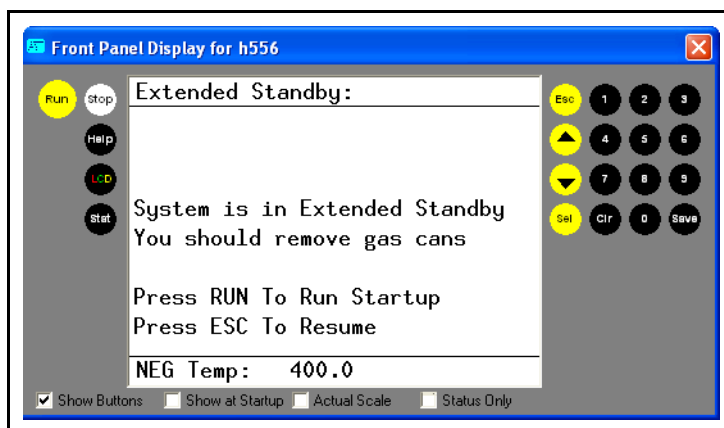 Front Panel Display for h556
Extended Standby:
Run Stop
Esc 1 2 3
Help
4 5 6
LCD
7 8 9
Stat
Sel Clr 0 Save
System is in Extended Standby
You should remove gas cans
Press RUN To Run Startup
Press ESC To Resume
NEG Temp: 400.0
Show Buttons Show at Startup Actual Scale Status Only